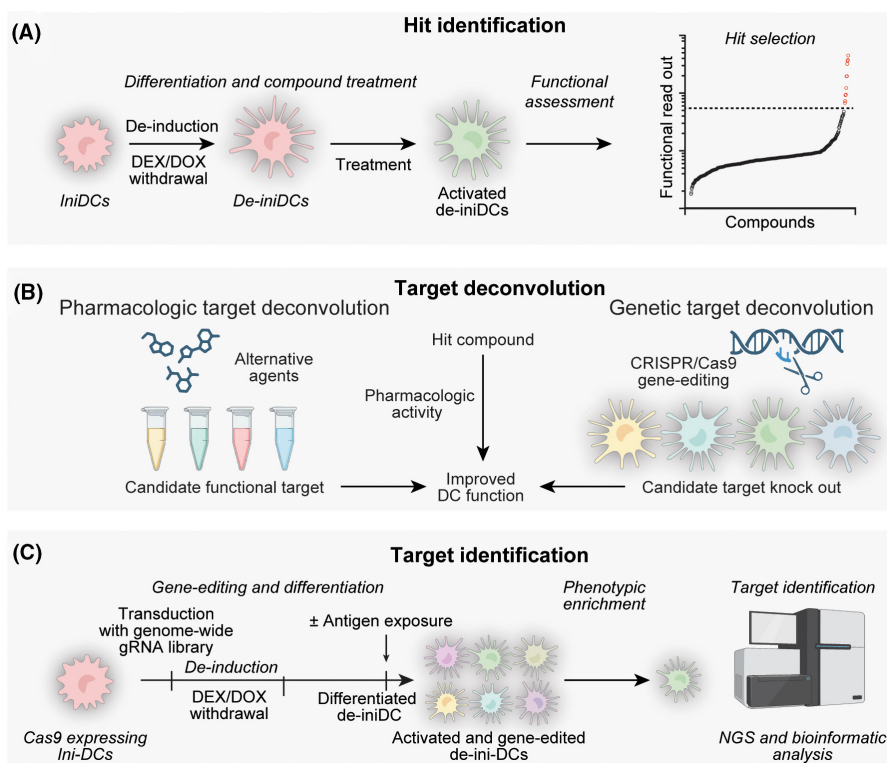 (A)
Hit identification
Differentiation and compound treatment
Functional
assessment
Hit selection
De-induction
DEX/DOX
withdrawal
Treatment
IniDCs
De-iniDCs
Activated
de-iniDCs
Functional read out
Compounds
(B)
Target deconvolution
Pharmacologic target deconvolution
Genetic target deconvolution
Alternative
agents
Hit compound
Pharmacologic
activity
CRISPR/Cas9
gene-editing
Candidate functional target
Improved
DC function
Candidate target knock out
(C)
Target identification
Gene-editing and differentiation
Phenotypic
enrichment
Target identification
Transduction
with genome-wide
gRNA library
± Antigen exposure
De-induction
DEX/DOX
withdrawal
Differentiated
de-iniDC
Cas9 expressing
Ini-DCs
Activated and gene-edited
de-ini-DCs
NGS and bioinformatic
analysis